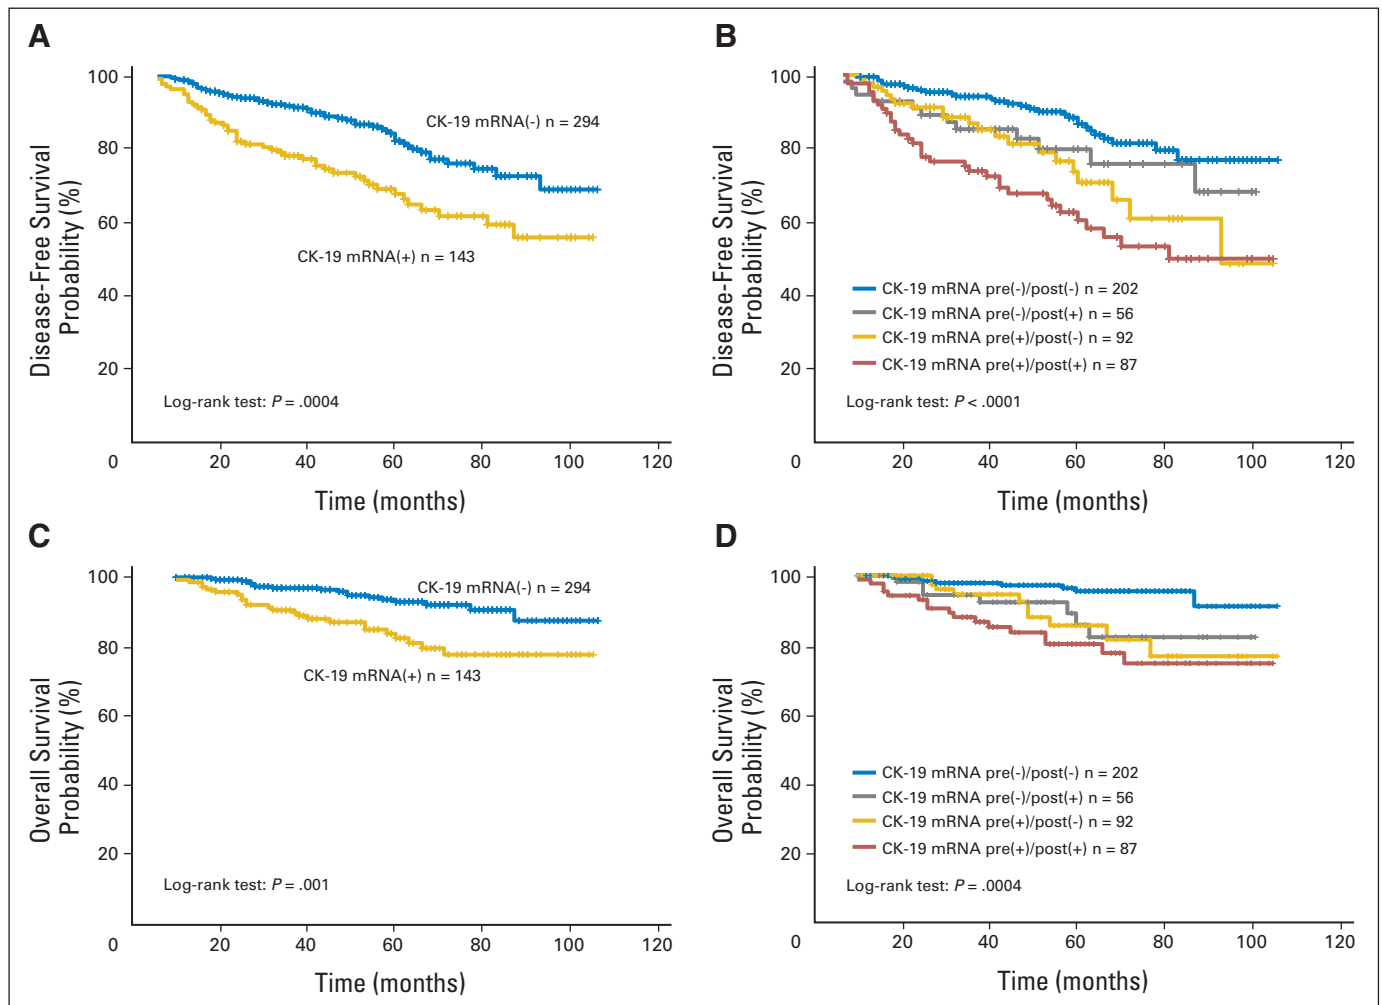 A
100
80
60
40
20
0
20
40
60
80
100
120
Disease-Free Survival
Probability (%)
Time (months)
CK-19 mRNA(-) n = 294
CK-19 mRNA(+) n = 143
Log-rank test: P = .0004
B
100
80
60
40
20
0
20
40
60
80
100
120
Disease-Free Survival
Probability (%)
Time (months)
CK-19 mRNA pre(-)/post(-) n = 202
CK-19 mRNA pre(-)/post(+) n = 56
CK-19 mRNA pre(+)/post(-) n = 92
CK-19 mRNA pre(+)/post(+) n = 87
Log-rank test: P < .0001
C
100
80
60
40
20
0
20
40
60
80
100
120
Overall Survival
Probability (%)
Time (months)
CK-19 mRNA(-) n = 294
CK-19 mRNA(+) n = 143
Log-rank test: P = .001
D
100
80
60
40
20
0
20
40
60
80
100
120
Overall Survival
Probability (%)
Time (months)
CK-19 mRNA pre(-)/post(-) n = 202
CK-19 mRNA pre(-)/post(+) n = 56
CK-19 mRNA pre(+)/post(-) n = 92
CK-19 mRNA pre(+)/post(+) n = 87
Log-rank test: P = .0004